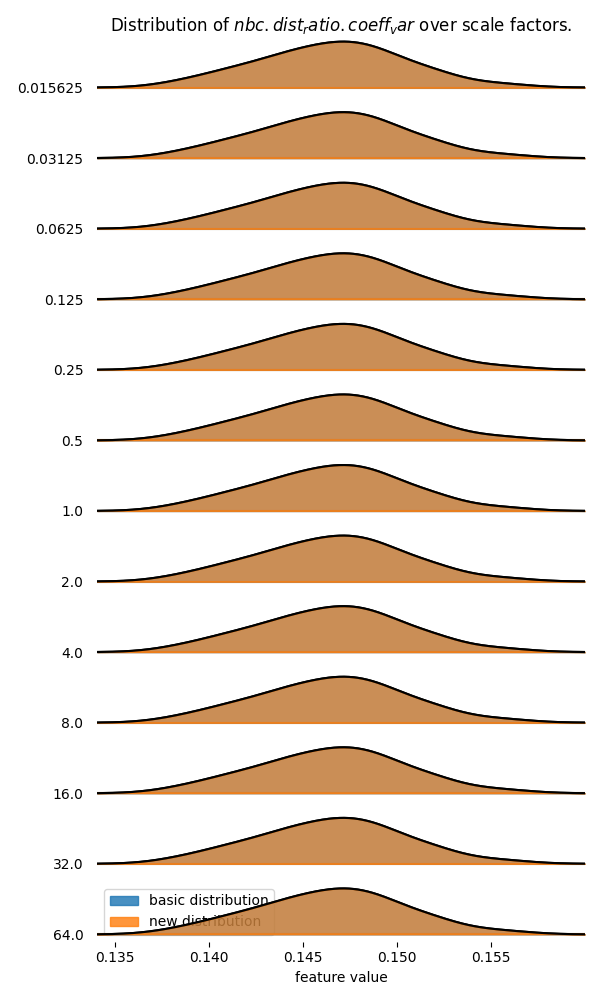 Distribution of nbc.dist_ratio.coeff_var over scale factors.
0.015625
0.03125
0.0625
0.125
0.25
0.5
1.0
2.0
4.0
8.0
16.0
32.0
basic distribution
new distribution
64.0
0.135 0.140 0.145 0.150 0.155
feature value